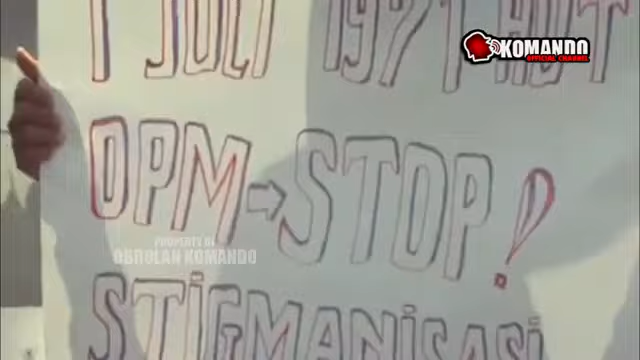 KOMANDO
OFFICIAL CHANNEL
1 JULI 1971 HUT
OPM → STOP!
PROPERTY OF
OBROLAN KOMANDO
STiGMANiSASi